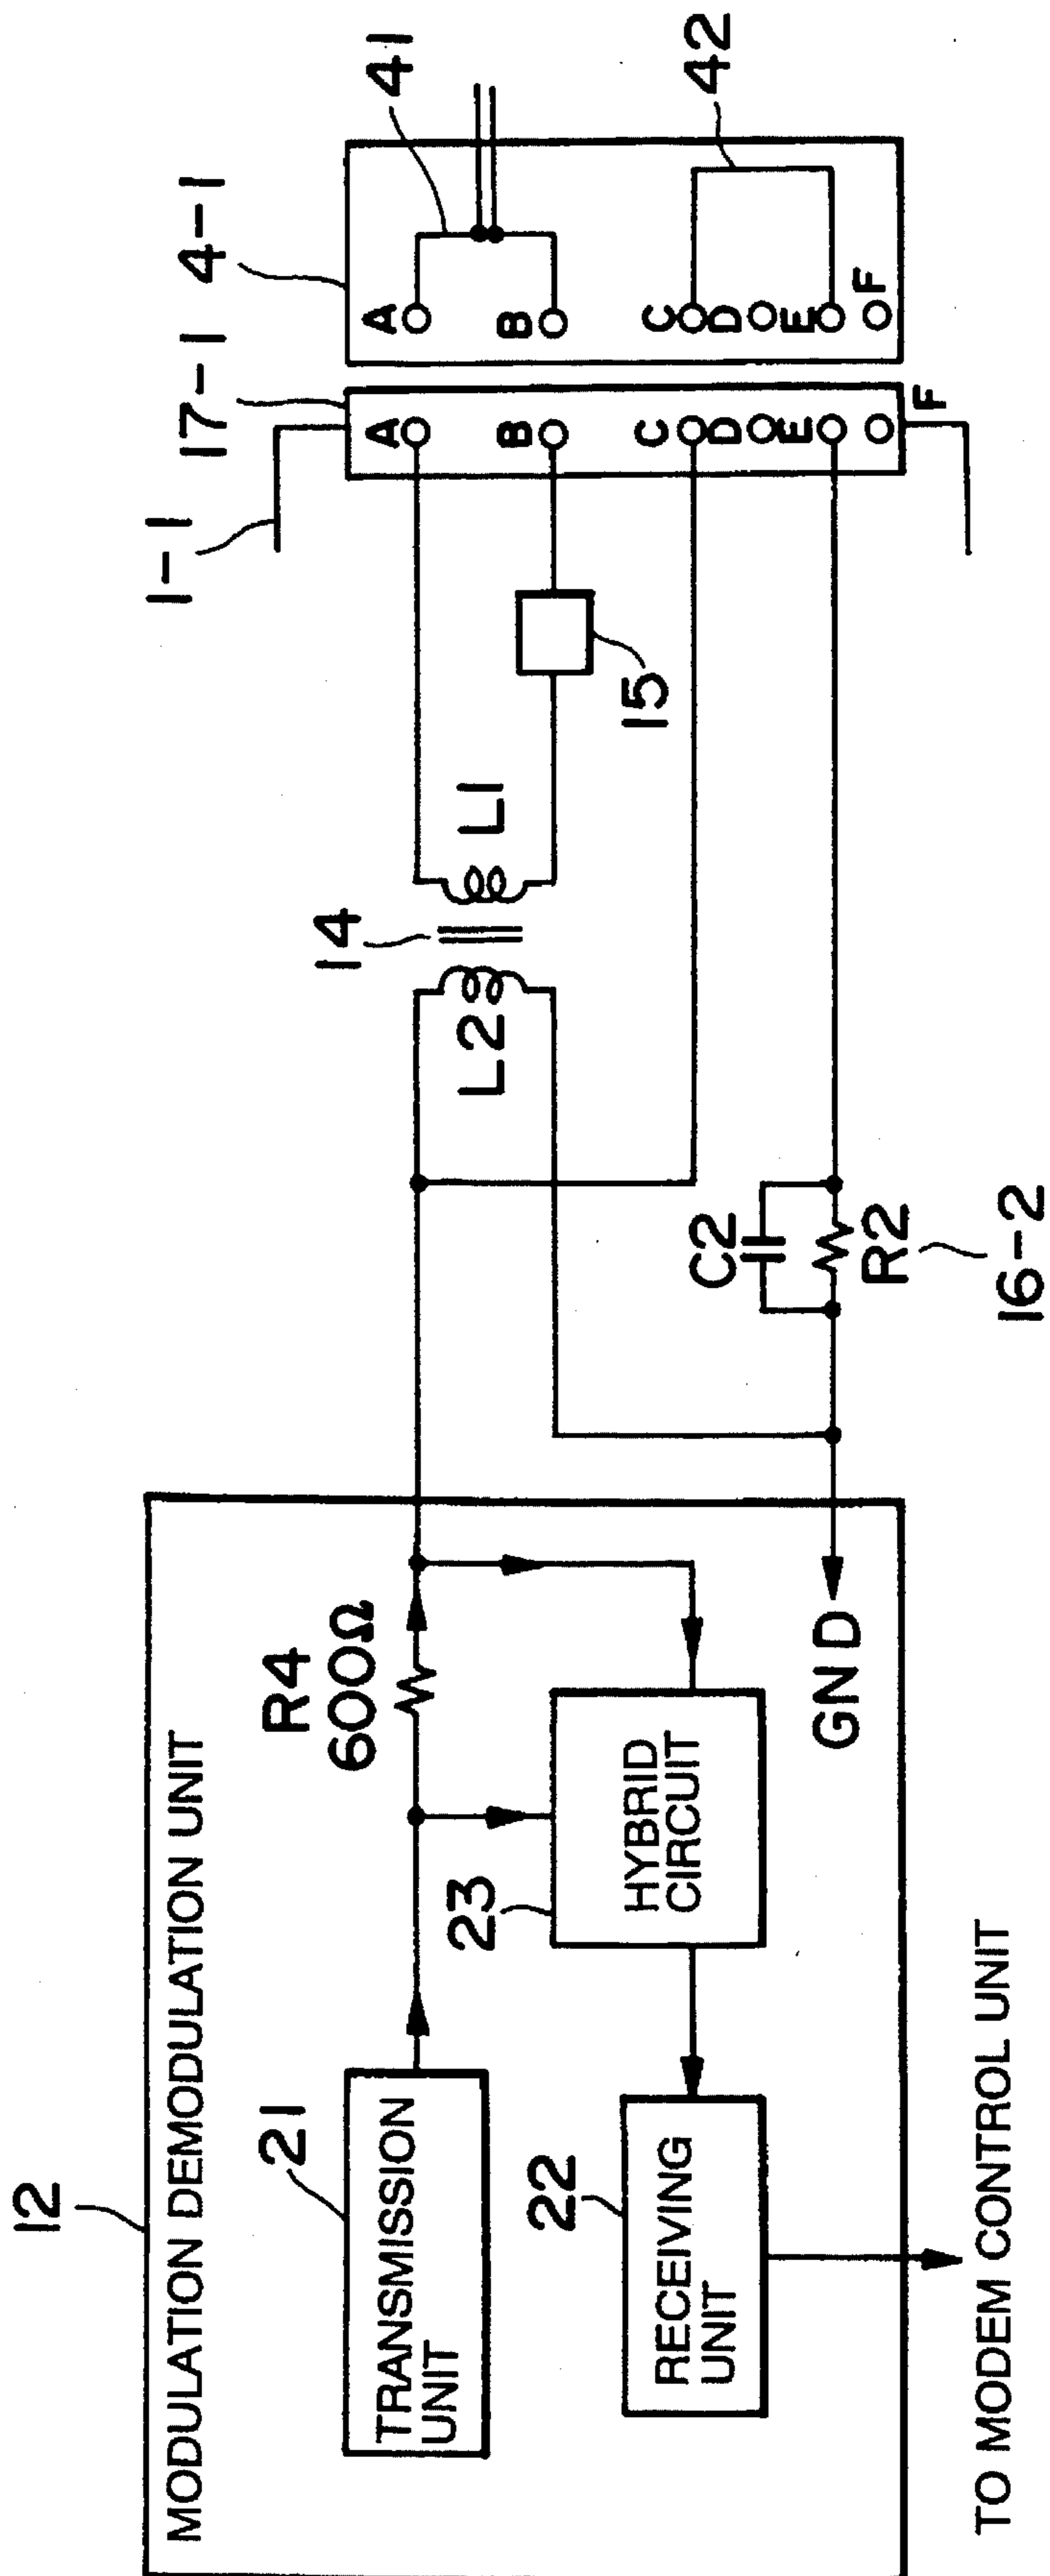 12
MODULATION DEMODULATION UNIT
21
TRANSMISSION
UNIT
R4
600Ω
23
HYBRID
CIRCUIT
22
RECEIVING
UNIT
GND
TO MODEM CONTROL UNIT
14
L2
L1
15
C2
R2
16-2
1-1
17-1
A
B
C
D
E
F
4-1
A
B
C
D
E
F
41
42